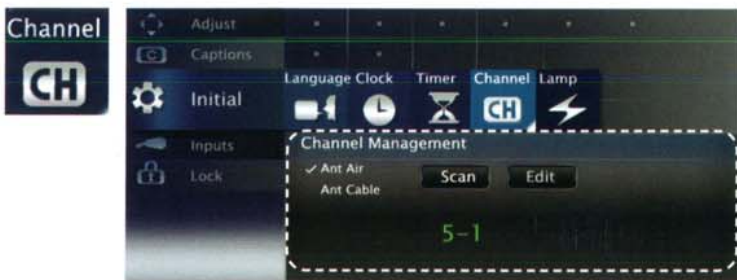 Channel
CH
Adjust
C Captions
Initial
Language Clock Timer Channel Lamp
CH
Inputs
Lock
Channel Management
✓ Ant Air
Ant Cable
Scan Edit
5-1